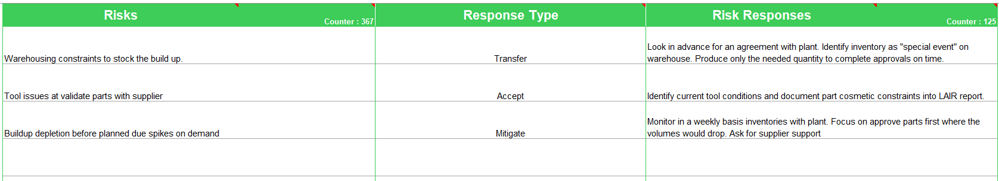 Risks
Counter : 367
Response Type
Risk Responses
Counter : 125
Warehousing constraints to stock the build up.
Transfer
Look in advance for an agreement with plant. Identify inventory as "special event" on
warehouse. Produce only the needed quantity to complete approvals on time.
Tool issues at validate parts with supplier
Accept
Identify current tool conditions and document part cosmetic constraints into LAIR report.
Buildup depletion before planned due spikes on demand
Mitigate
Monitor in a weekly basis inventories with plant. Focus on approve parts first where the
volumes would drop. Ask for supplier support